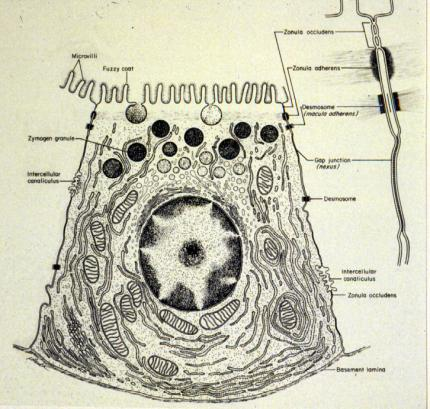 Microvilli
Fuzzy coat
Zonula occludens
Zonula adherens
Desmosome
(macula adherens)
Zymogen granule
Gap junction
(nexus)
Intercellular
canaliculus
Desmosome
Intercellular
canaliculus
Zonula occludens
Basement lamina